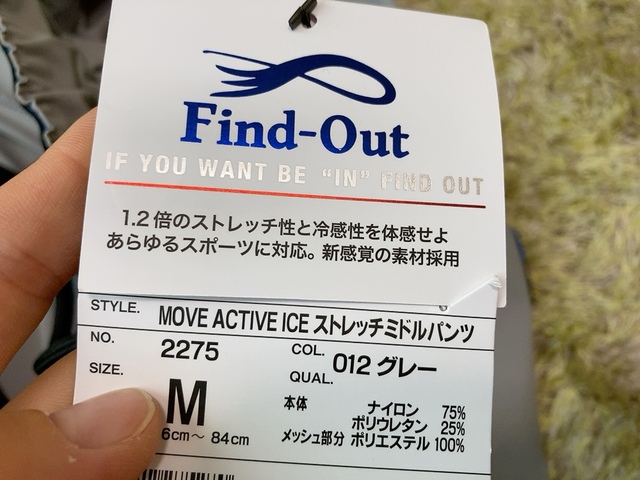 Find-Out
IF YOU WANT BE “IN” FIND OUT
1.2倍のストレッチ性と冷感性を体感せよ
あらゆるスポーツに対応。新感覚の素材採用
STYLE. MOVE ACTIVE ICE ストレッチミドルパンツ
NO. 2275
COL. 012 グレー
SIZE. M
6cm～ 84cm
QUAL.
本体 ナイロン 75%
ポリウレタン 25%
メッシュ部分 ポリエステル 100%